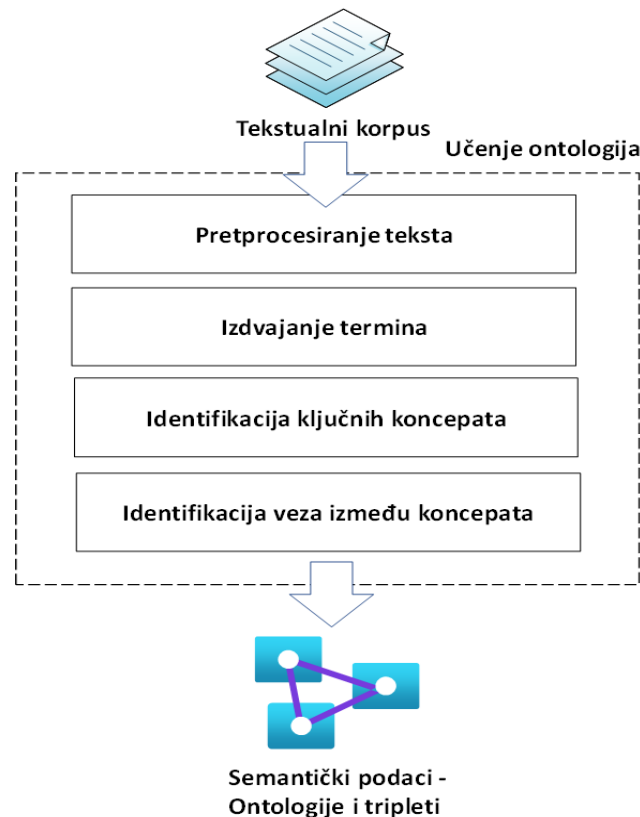 Tekstualni korpus
Učenje ontologija
Pretprocesiranje teksta
Izdvajanje termina
Identifikacija ključnih koncepata
Identifikacija veza između koncepata
Semantički podaci -
Ontologije i tripleti